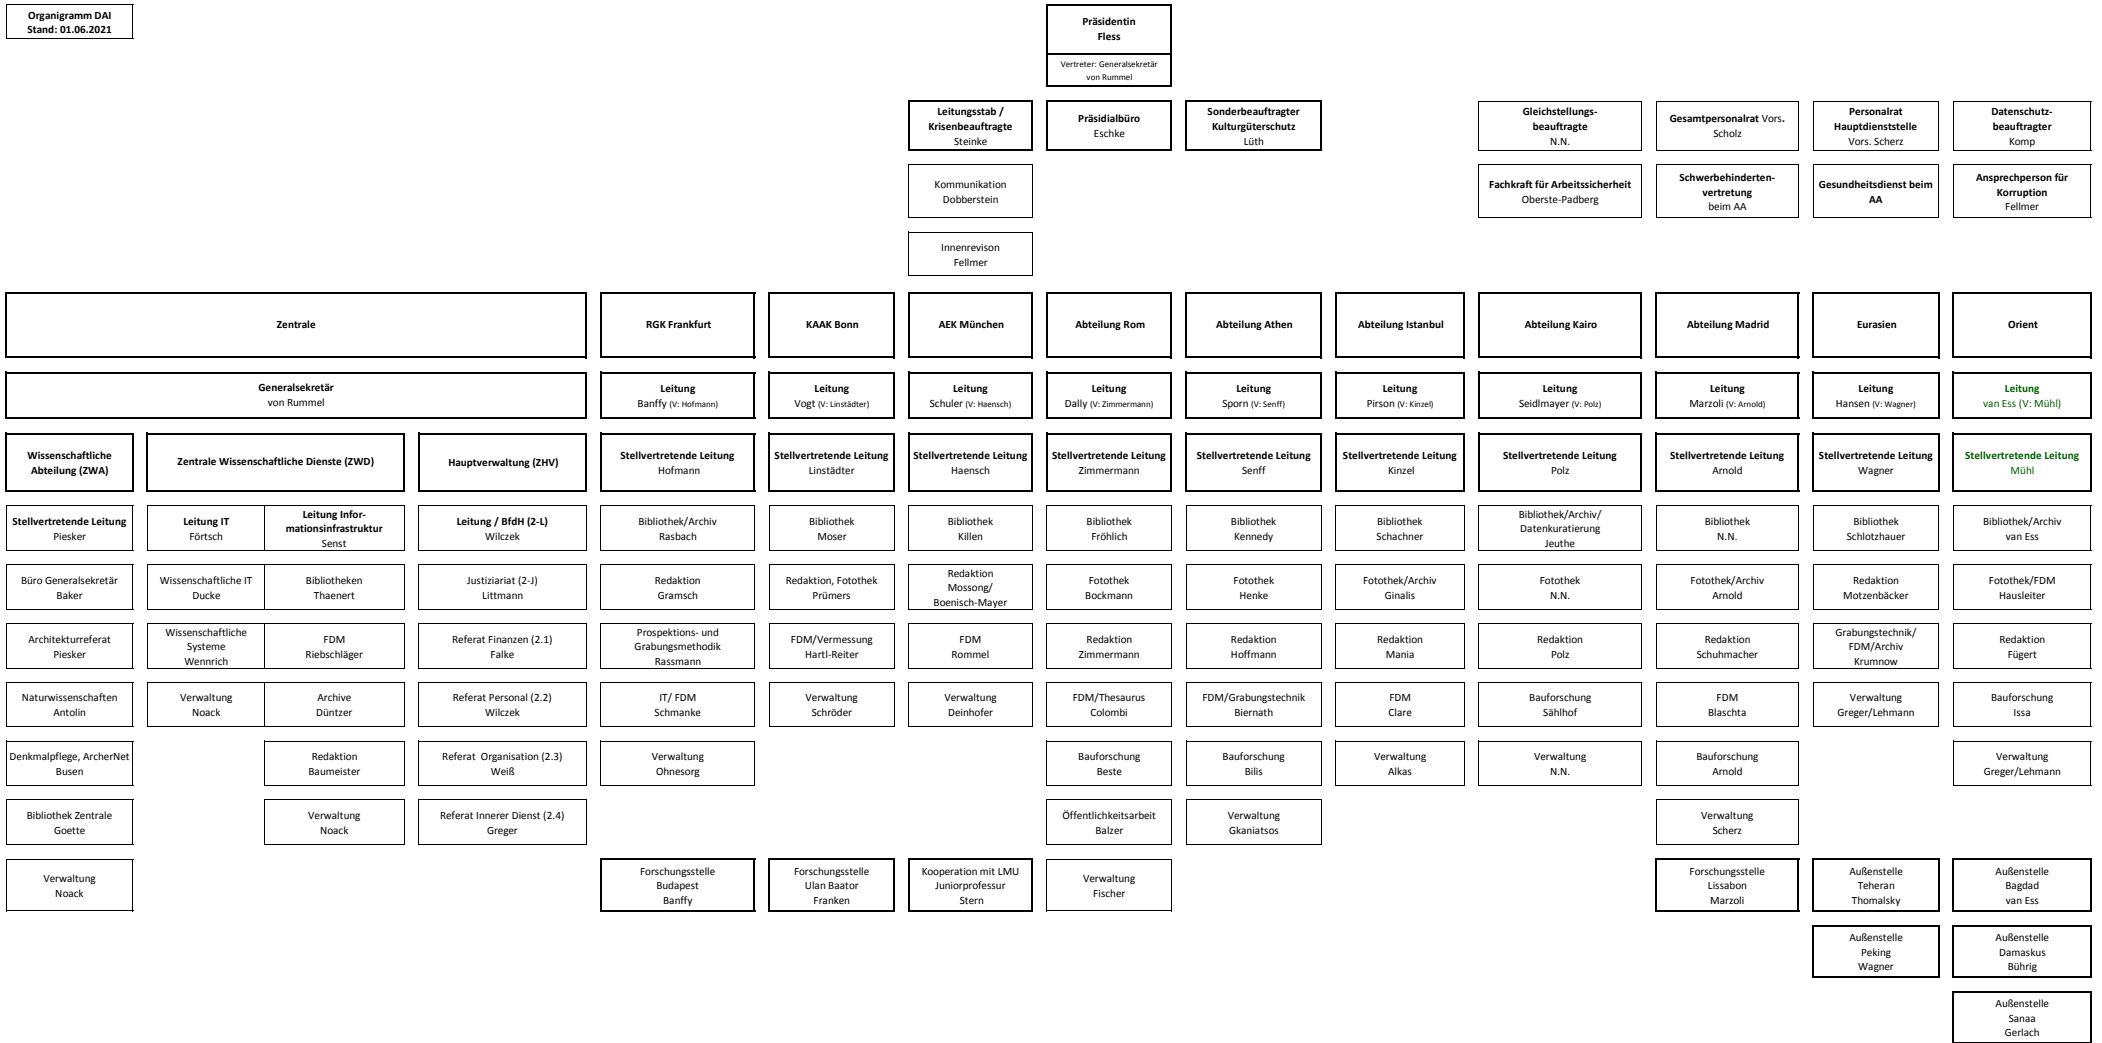 Organigramm DAI
Stand: 01.06.2021
Präsidentin
Fless
Vertreter: Generalsekretär
von Rummel
Leitungsstab /
Krisenbeauftragte
Steinke
Präsidialbüro
Eschke
Sonderbeauftragter
Kulturgüterschutz
Lüth
Gleichstellungs-
beauftragte
N.N.
Gesamtpersonalrat Vors.
Scholz
Personalrat
Hauptdienststelle
Vors. Scherz
Datenschutz-
beauftragter
Komp
Kommunikation
Dobberstein
Fachkraft für Arbeitssicherheit
Oberste-Padberg
Schwerbehinderten-
vertretung
beim AA
Gesundheitsdienst beim
AA
Ansprechperson für
Korruption
Fellmer
Innenrevison
Fellmer
Zentrale
RGK Frankfurt
KAAK Bonn
AEK München
Abteilung Rom
Abteilung Athen
Abteilung Istanbul
Abteilung Kairo
Abteilung Madrid
Eurasien
Orient
Generalsekretär
von Rummel
Leitung
Banffy (V: Hofmann)
Leitung
Vogt (V: Linstädter)
Leitung
Schuler (V: Haensch)
Leitung
Dally (V: Zimmermann)
Leitung
Sporn (V: Senff)
Leitung
Pirson (V: Kinzel)
Leitung
Seidlmayer (V: Polz)
Leitung
Marzoli (V: Arnold)
Leitung
Hansen (V: Wagner)
Leitung
van Ess (V: Mühl)
Wissenschaftliche
Abteilung (ZWA)
Zentrale Wissenschaftliche Dienste (ZWD)
Hauptverwaltung (ZHV)
Stellvertretende Leitung
Hofmann
Stellvertretende Leitung
Linstädter
Stellvertretende Leitung
Haensch
Stellvertretende Leitung
Zimmermann
Stellvertretende Leitung
Senff
Stellvertretende Leitung
Kinzel
Stellvertretende Leitung
Polz
Stellvertretende Leitung
Arnold
Stellvertretende Leitung
Wagner
Stellvertretende Leitung
Mühl
Stellvertretende Leitung
Piesker
Leitung IT
Förtsch
Leitung Infor-
mationsinfrastruktur
Senst
Leitung / BfdH (2-L)
Wilczek
Bibliothek/Archiv
Rasbach
Bibliothek
Moser
Bibliothek
Killen
Bibliothek
Fröhlich
Bibliothek
Kennedy
Bibliothek
Schachner
Bibliothek/Archiv/
Datenkuratierung
Jeuthe
Bibliothek
N.N.
Bibliothek
Schlotzhauer
Bibliothek/Archiv
van Ess
Büro Generalsekretär
Baker
Wissenschaftliche IT
Ducke
Bibliotheken
Thaenert
Justiziariat (2-J)
Littmann
Redaktion
Gramsch
Redaktion, Fotothek
Prümers
Redaktion
Mossong/
Boenisch-Mayer
Fotothek
Bockmann
Fotothek
Henke
Fotothek/Archiv
Ginalis
Fotothek
N.N.
Fotothek/Archiv
Arnold
Redaktion
Motzenbäcker
Fotothek/FDM
Hausleiter
Architekturreferat
Piesker
Wissenschaftliche
Systeme
Wennrich
FDM
Riebschläger
Referat Finanzen (2.1)
Falke
Prospektions- und
Grabungsmethodik
Rassmann
FDM/Vermessung
Hartl-Reiter
FDM
Rommel
Redaktion
Zimmermann
Redaktion
Hoffmann
Redaktion
Mania
Redaktion
Polz
Redaktion
Schuhmacher
Grabungstechnik/
FDM/Archiv
Krumnow
Redaktion
Fügert
Naturwissenschaften
Antolin
Verwaltung
Noack
Archive
Düntzer
Referat Personal (2.2)
Wilczek
IT/ FDM
Schmanke
Verwaltung
Schröder
Verwaltung
Deinhofer
FDM/Thesaurus
Colombi
FDM/Grabungstechnik
Biernath
FDM
Clare
Bauforschung
Sählhof
FDM
Blaschta
Verwaltung
Greger/Lehmann
Bauforschung
Issa
Denkmalpflege, ArcherNet
Busen
Redaktion
Baumeister
Referat  Organisation (2.3)
Weiß
Verwaltung
Ohnesorg
Bauforschung
Beste
Bauforschung
Bilis
Verwaltung
Alkas
Verwaltung
N.N.
Bauforschung
Arnold
Verwaltung
Greger/Lehmann
Bibliothek Zentrale
Goette
Verwaltung
Noack
Referat Innerer Dienst (2.4)
Greger
Öffentlichkeitsarbeit
Balzer
Verwaltung
Gkaniatsos
Verwaltung
Scherz
Verwaltung
Noack
Forschungsstelle
Budapest
Banffy
Forschungsstelle
Ulan Baator
Franken
Kooperation mit LMU
Juniorprofessur
Stern
Verwaltung
Fischer
Forschungsstelle
Lissabon
Marzoli
Außenstelle
Teheran
Thomalsky
Außenstelle
Bagdad
van Ess
Außenstelle
Peking
Wagner
Außenstelle
Damaskus
Bührig
Außenstelle
Sanaa
Gerlach